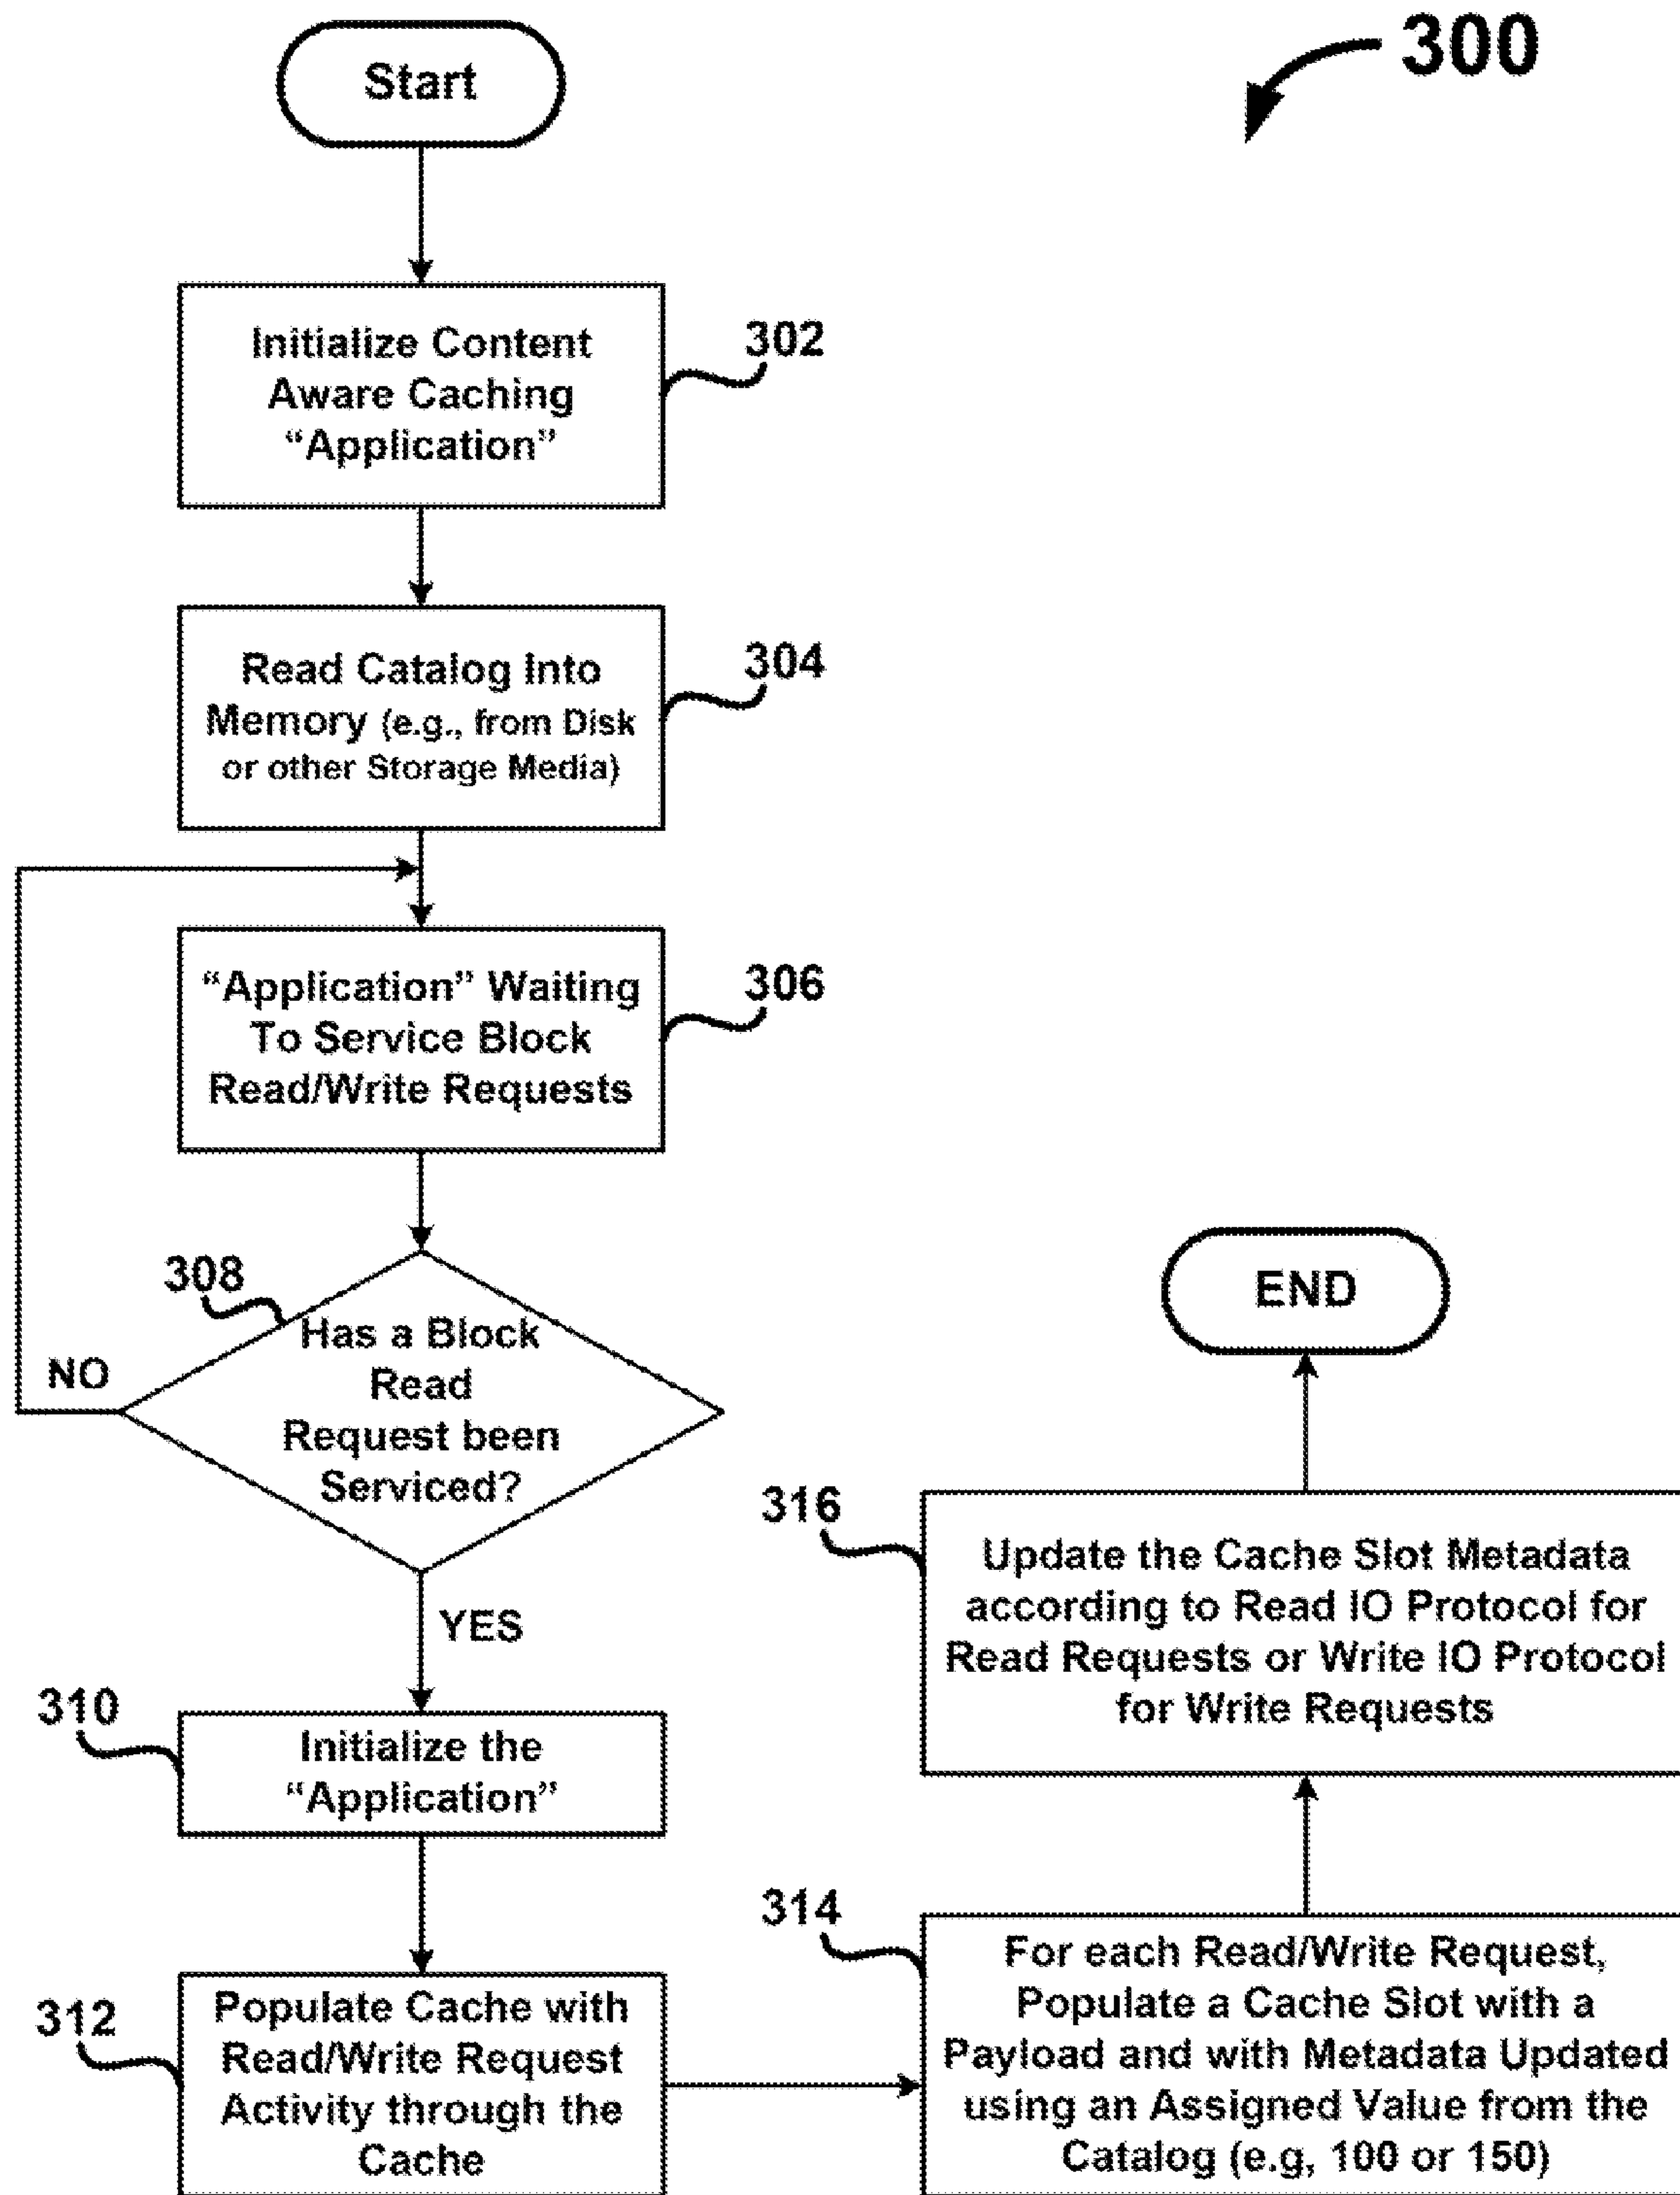 300
Start
Initialize Content
Aware Caching
“Application”
302
Read Catalog Into
Memory (e.g., from Disk
or other Storage Media)
304
“Application” Waiting
To Service Block
Read/Write Requests
306
308
Has a Block
Read
Request been
Serviced?
NO
YES
310
Initialize the
“Application”
312
Populate Cache with
Read/Write Request
Activity through the
Cache
314
For each Read/Write Request,
Populate a Cache Slot with a
Payload and with Metadata Updated
using an Assigned Value from the
Catalog (e.g, 100 or 150)
316
Update the Cache Slot Metadata
according to Read IO Protocol for
Read Requests or Write IO Protocol
for Write Requests
END